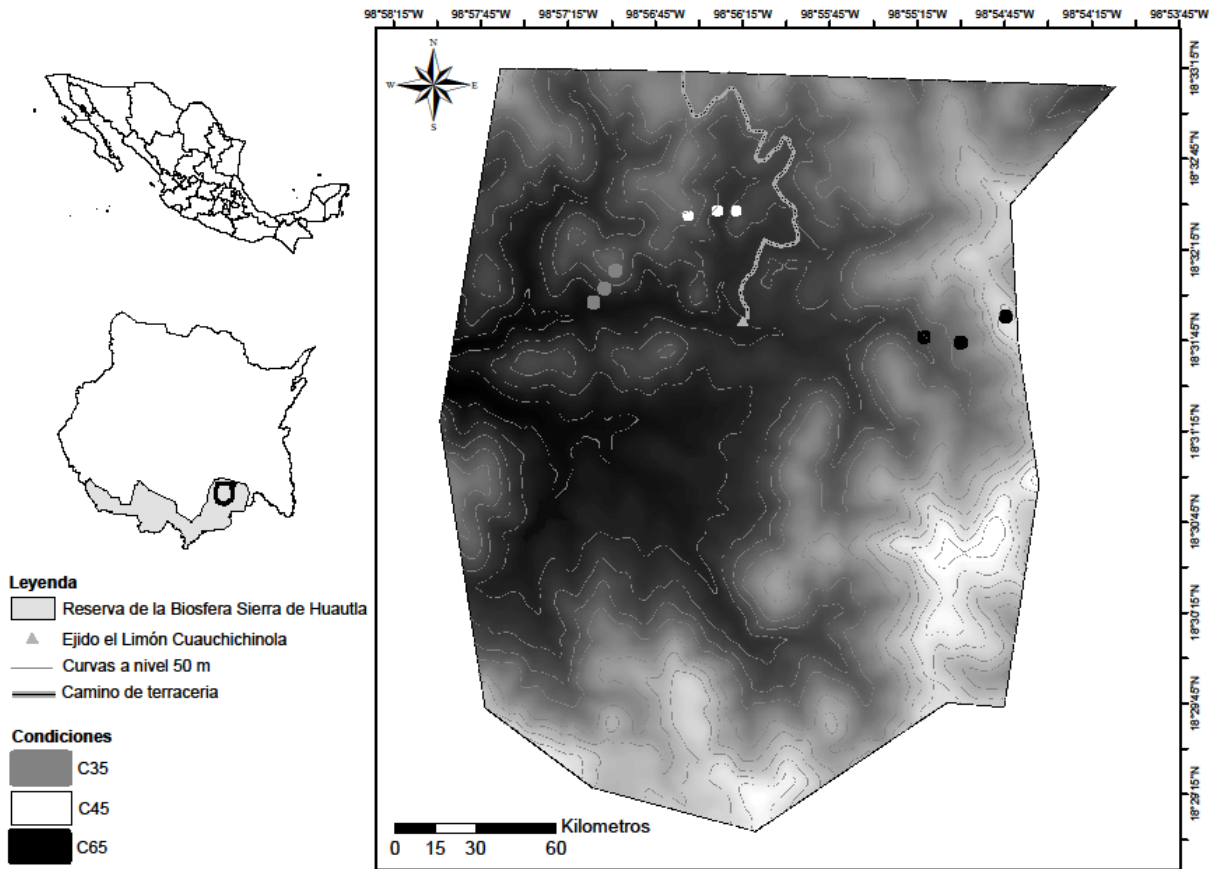 98°58'15"W 98°57'45"W 98°57'15"W 98°56'45"W 98°56'15"W 98°55'45"W 98°55'15"W 98°54'45"W 98°54'15"W 98°53'45"W
N
W E
S
18°33'15"N
18°32'45"N
18°32'15"N
18°31'45"N
18°31'15"N
18°30'45"N
18°30'15"N
18°29'45"N
18°29'15"N
Leyenda
Reserva de la Biosfera Sierra de Huautla
Ejido el Limón Cuauchichinola
Curvas a nivel 50 m
Camino de terraceria
Condiciones
C35
C45
C65
Kilometros
0 15 30 60